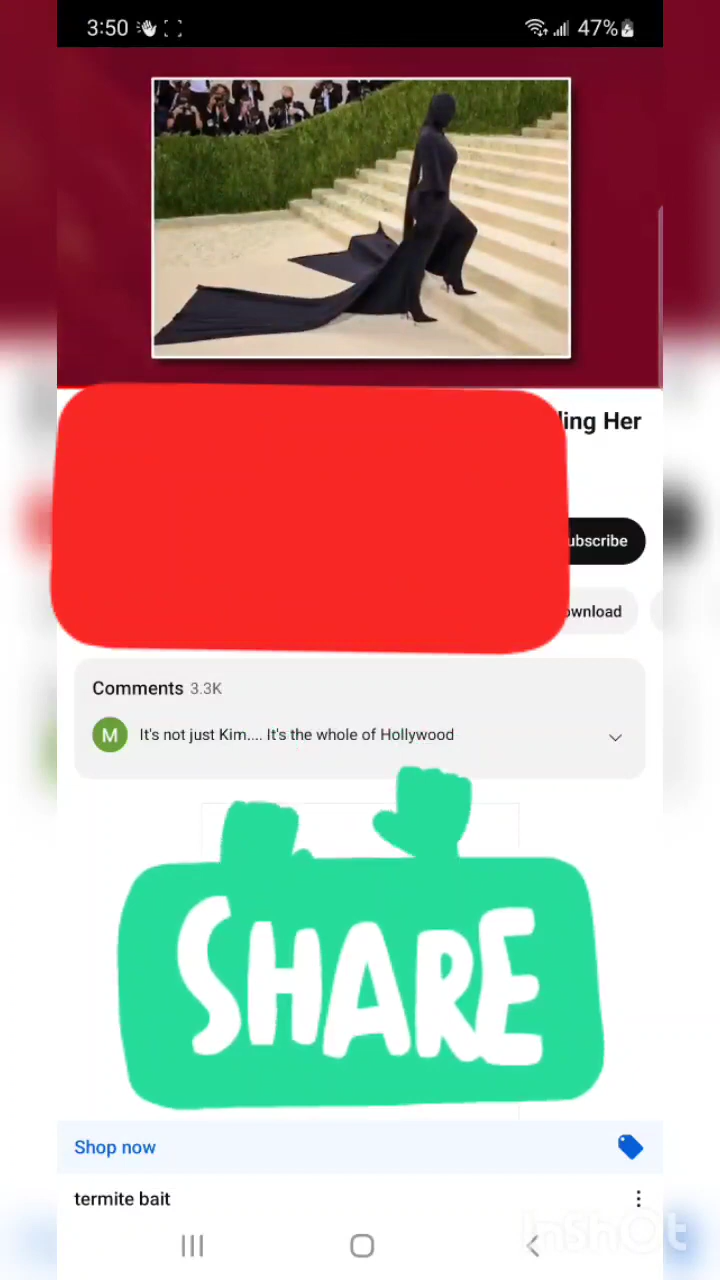 3:50
47%
ling Her
ubscribe
ownload
Comments 3.3K
M
It's not just Kim.... It's the whole of Hollywood
SHARE
Shop now
termite bait
InShOt